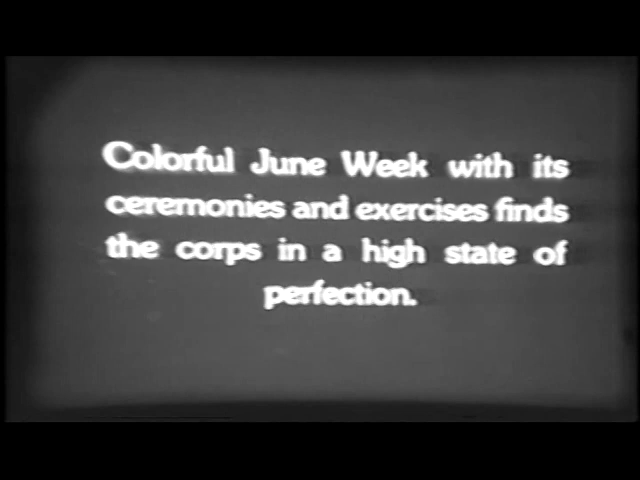 Colorful June Week with its
ceremonies and exercises finds
the corps in a high state of
perfection.